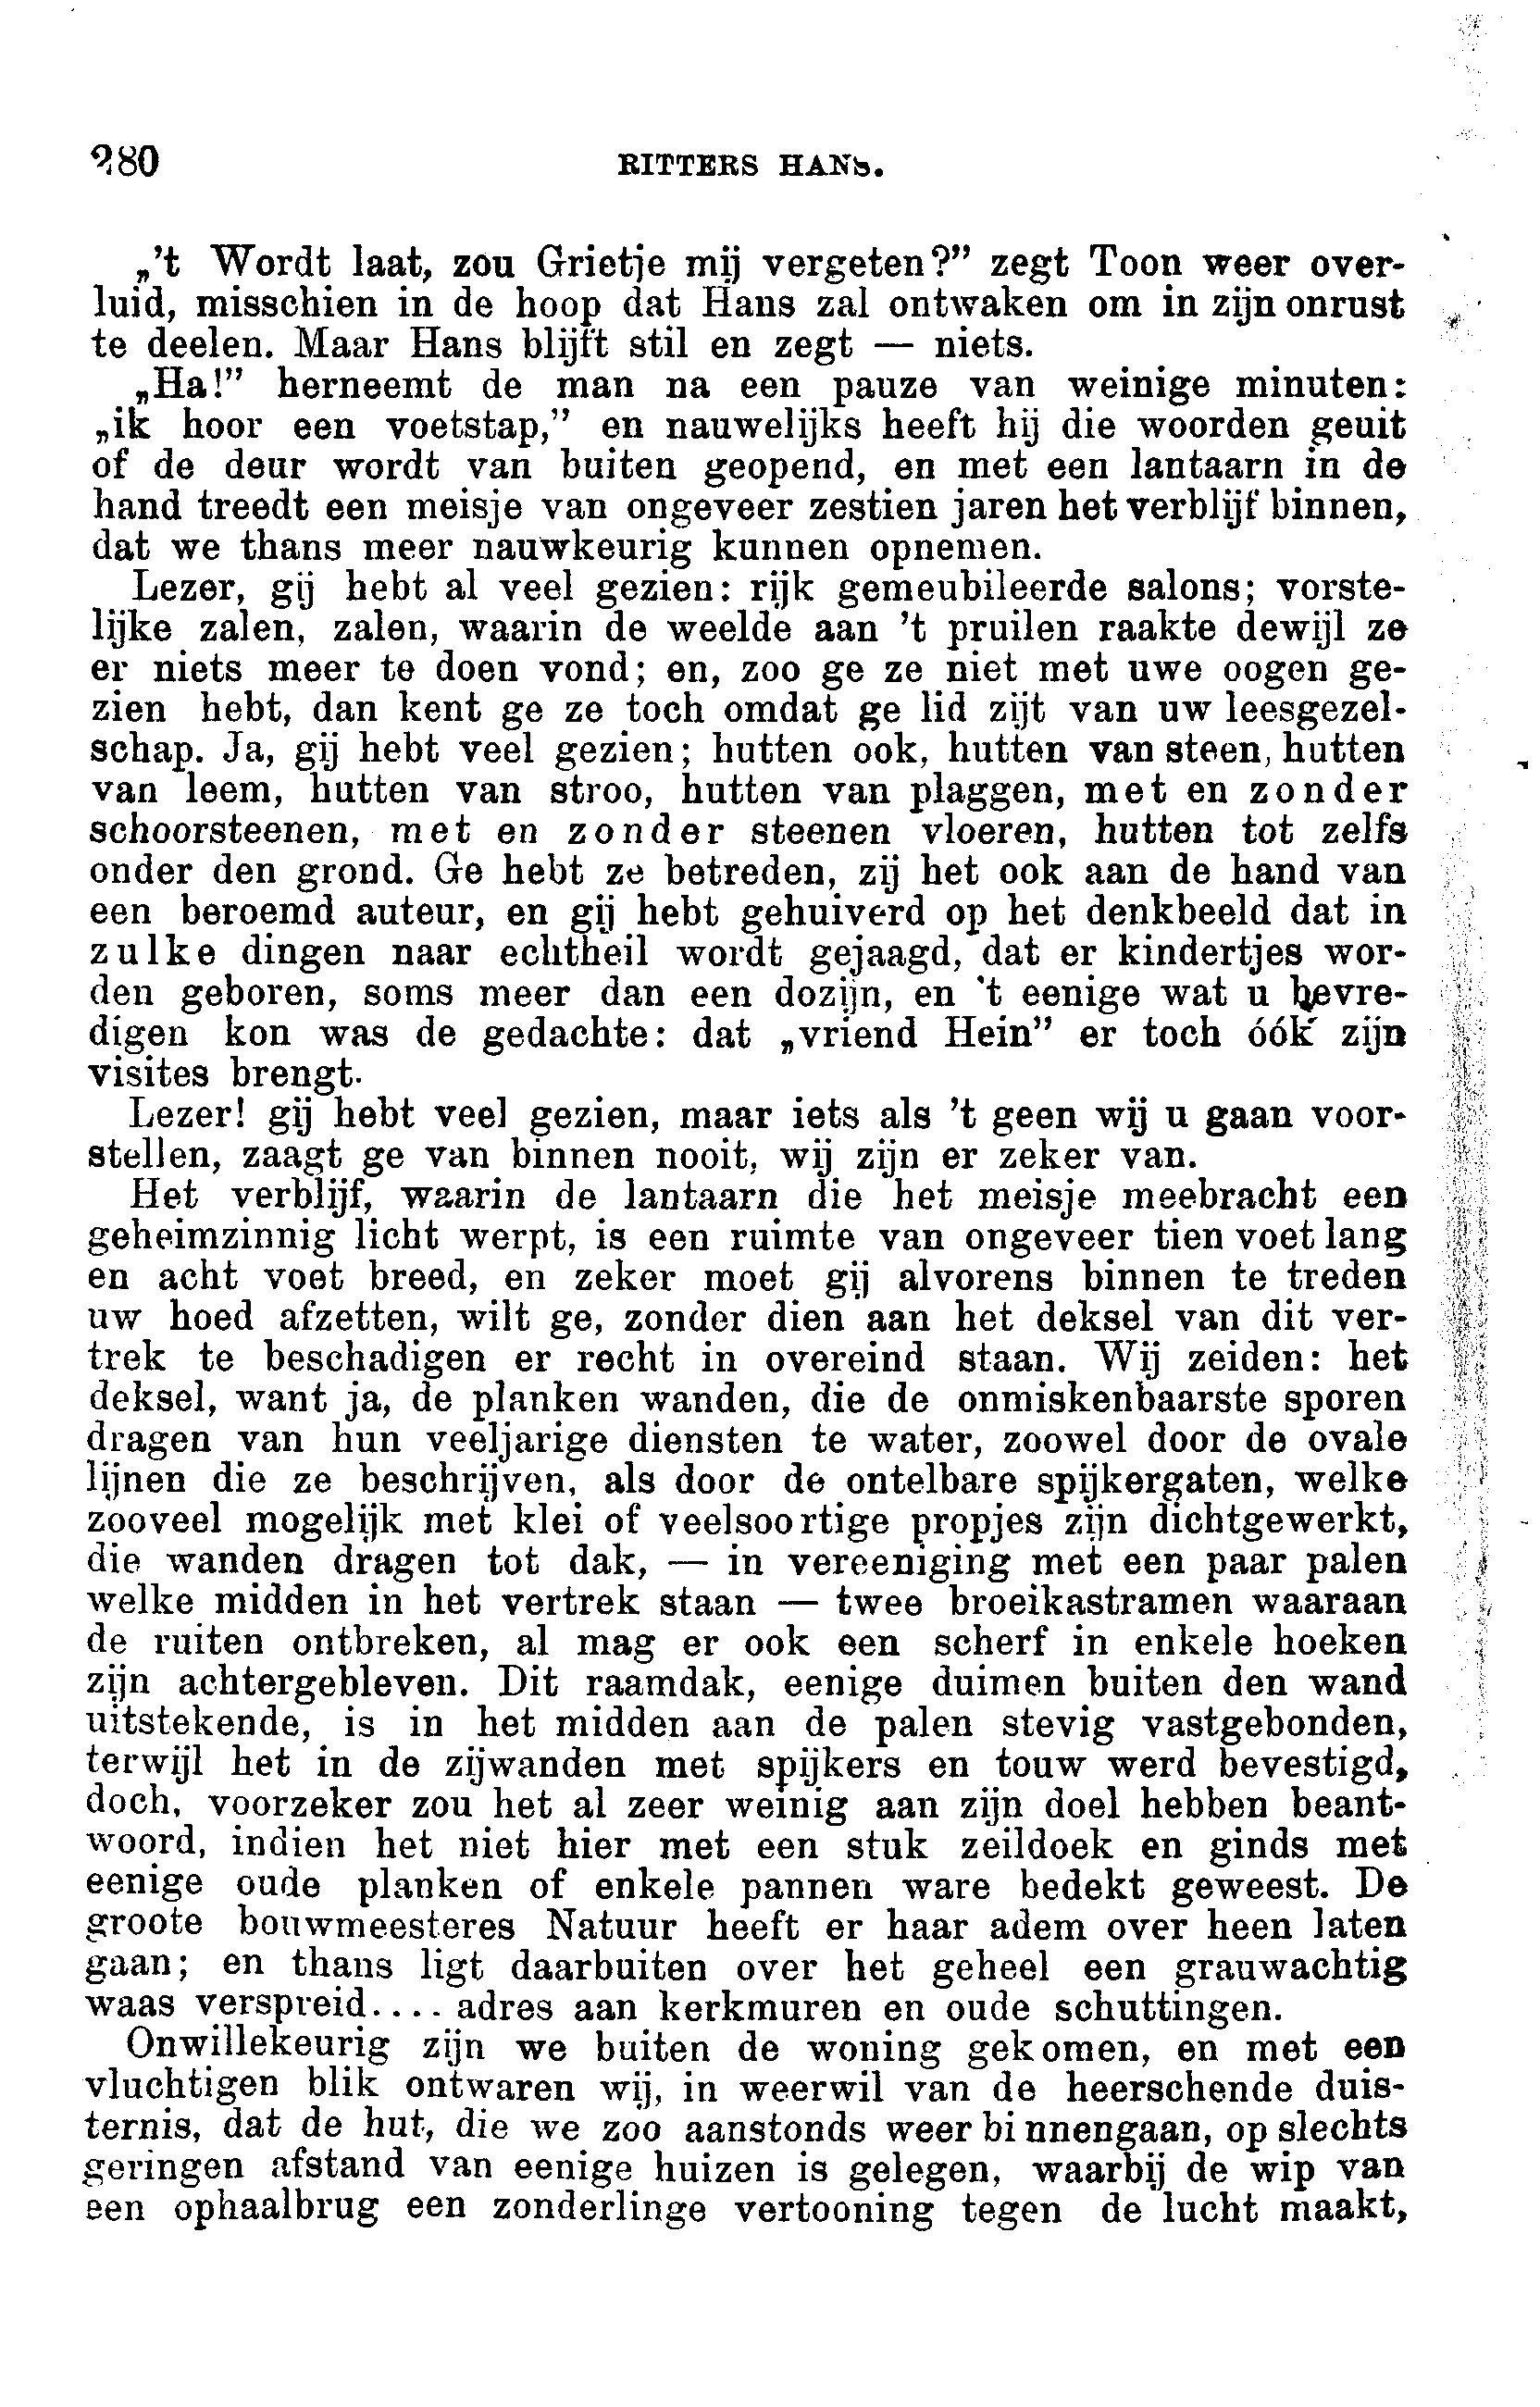 280 RITTERS HANS.
„'t Wordt laat, zou Grietje mij vergeten?” zegt Toon weer over-
luid, misschien in de hoop dat Hans zal ontwaken om in zijn onrust
te deelen. Maar Hans blijft stil en zegt — niets.
„Ha!” herneemt de man na een pauze van weinige minuten:
„ik hoor een voetstap,” en nauwelijks heeft hij die woorden geuit
of de deur wordt van buiten geopend, en met een lantaarn in de
hand treedt een meisje van ongeveer zestien jaren het verblijf binnen,
dat we thans meer nauwkeurig kunnen opnemen.
Lezer, gij hebt al veel gezien: rijk gemeubileerde salons; vorste-
lijke zalen, zalen, waarin de weelde aan 't pruilen raakte dewijl ze
er niets meer te doen vond; en, zoo ge ze niet met uwe oogen ge-
zien hebt, dan kent ge ze toch omdat ge lid zijt van uw leesgezel-
schap. Ja, gij hebt veel gezien; hutten ook, hutten van steen, hutten
van leem, hutten van stroo, hutten van plaggen, met en zonder
schoorsteenen, met en zonder steenen vloeren, hutten tot zelfs
onder den grond. Ge hebt ze betreden, zij het ook aan de hand van
een beroemd auteur, en gij hebt gehuiverd op het denkbeeld dat in
zulke dingen naar echtheil wordt gejaagd, dat er kindertjes wor-
den geboren, soms meer dan een dozijn, en 't eenige wat u bevre-
digen kon was de gedachte: dat „vriend Hein” er toch óók zijn
visites brengt.
Lezer! gij hebt veel gezien, maar iets als 't geen wij u gaan voor-
stellen, zaagt ge van binnen nooit, wij zijn er zeker van.
Het verblijf, waarin de lantaarn die het meisje meebracht een
geheimzinnig licht werpt, is een ruimte van ongeveer tien voet lang
en acht voet breed, en zeker moet gij alvorens binnen te treden
uw hoed afzetten, wilt ge, zonder dien aan het deksel van dit ver-
trek te beschadigen er recht in overeind staan. Wij zeiden: het
deksel, want ja, de planken wanden, die de onmiskenbaarste sporen
dragen van hun veeljarige diensten te water, zoowel door de ovale
lijnen die ze beschrijven, als door de ontelbare spijkergaten, welke
zooveel mogelijk met klei of veelsoortige propjes zijn dichtgewerkt,
die wanden dragen tot dak, — in vereeniging met een paar palen
welke midden in het vertrek staan — twee broeikastramen waaraan
de ruiten ontbreken, al mag er ook een scherf in enkele hoeken
zijn achtergebleven. Dit raamdak, eenige duimen buiten den wand
uitstekende, is in het midden aan de palen stevig vastgebonden,
terwijl het in de zijwanden met spijkers en touw werd bevestigd,
doch, voorzeker zou het al zeer weinig aan zijn doel hebben beant-
woord, indien het niet hier met een stuk zeildoek en ginds met
eenige oude planken of enkele pannen ware bedekt geweest. De
groote bouwmeesteres Natuur heeft er haar adem over heen laten
gaan; en thans ligt daarbuiten over het geheel een grauwachtig
waas verspreid.... adres aan kerkmuren en oude schuttingen.
Onwillekeurig zijn we buiten de woning gekomen, en met een
vluchtigen blik ontwaren wij, in weerwil van de heerschende duis-
ternis, dat de hut, die we zoo aanstonds weer binnengaan, op slechts
geringen afstand van eenige huizen is gelegen, waarbij de wip van
een ophaalbrug een zonderlinge vertooning tegen de lucht maakt,